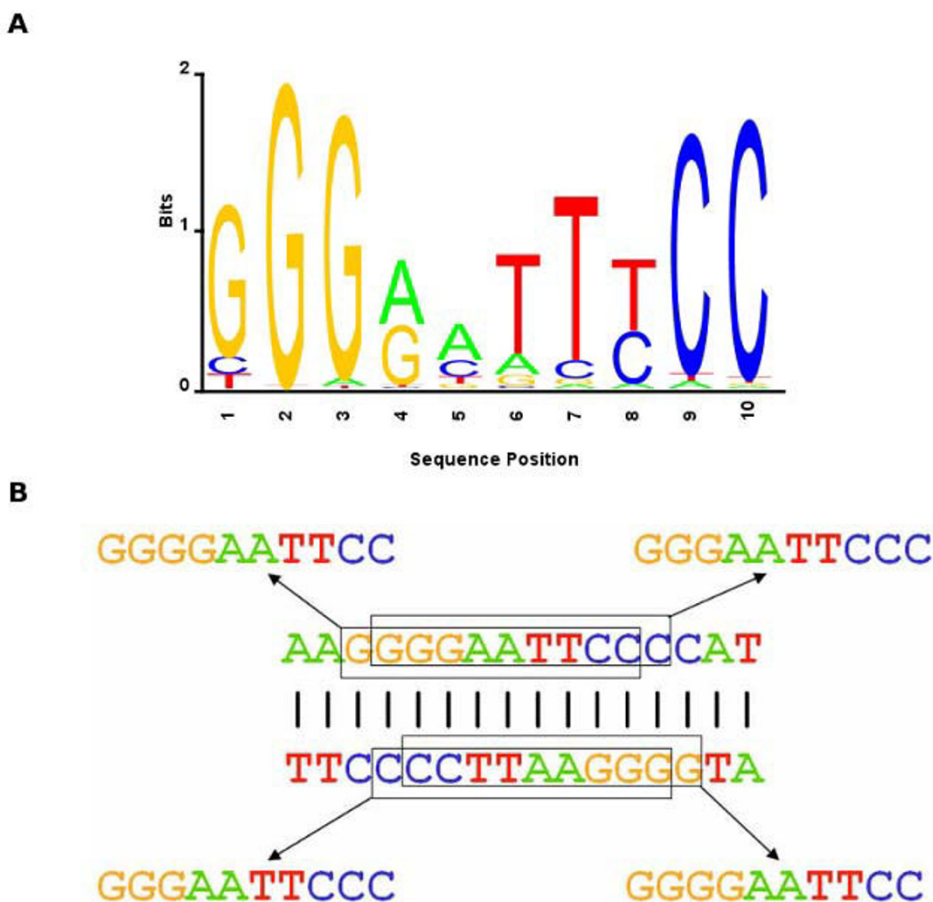 A
2
Bits
1
0
G G G A A T T T C C
C G C A C C
T T G
1 2 3 4 5 6 7 8 9 10
Sequence Position
B
GGGGAATTCC GGGAATTCCC
AAGGGGAATTCCCCAT
TTCCCCTTAAGGGGTA
GGGAATTCCC GGGGAATTCC